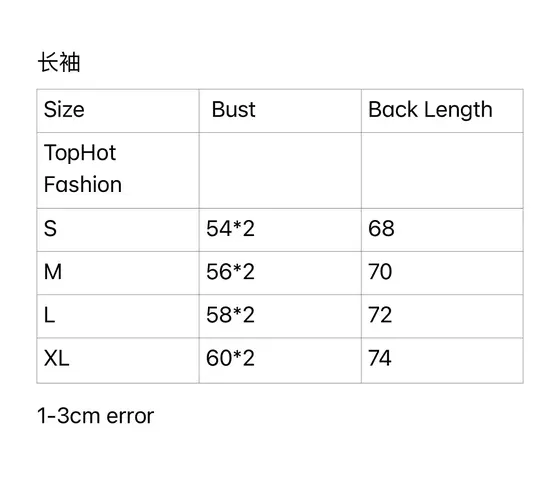 长袖
Size Bust Back Length
TopHot
Fashion
S 54*2 68
M 56*2 70
L 58*2 72
XL 60*2 74
1-3cm error